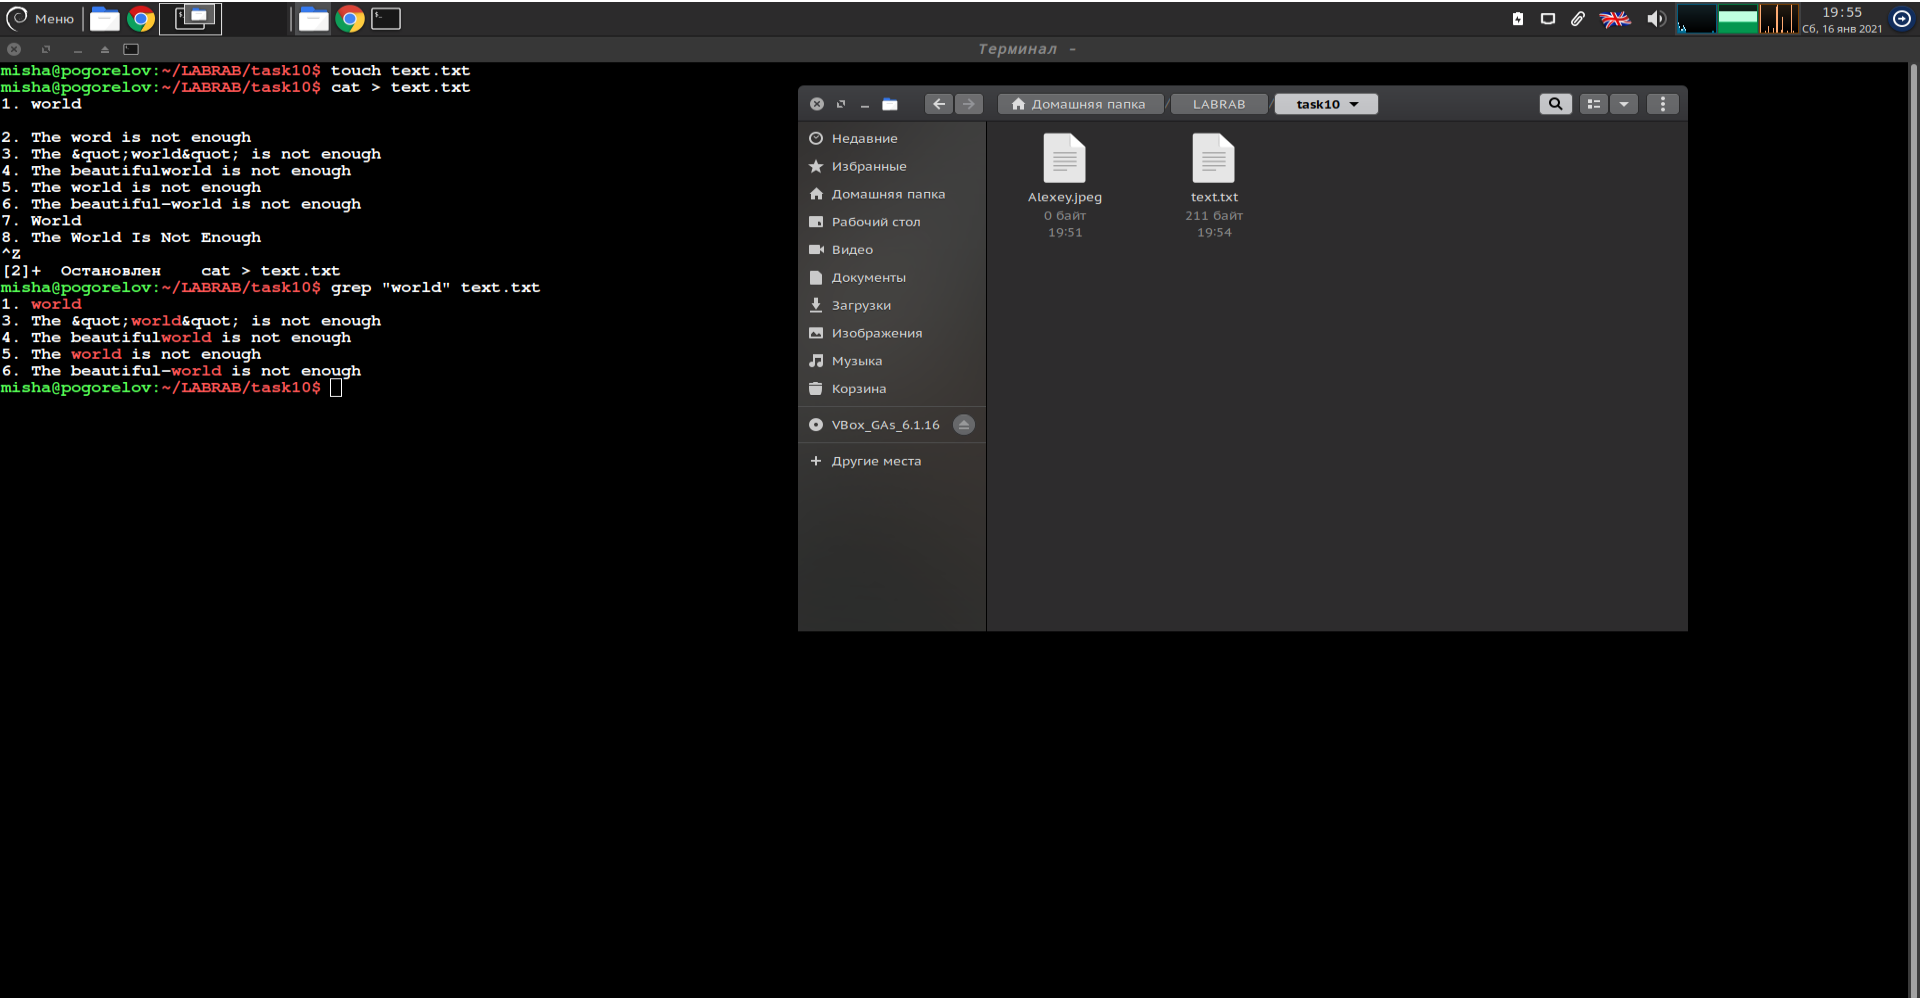 Меню
19:55
Сб, 16 янв 2021
Терминал -
misha@pogorelov:~/LABRAB/task10$ touch text.txt
misha@pogorelov:~/LABRAB/task10$ cat > text.txt
1. world
2. The word is not enough
3. The &quot;world&quot; is not enough
4. The beautifulworld is not enough
5. The world is not enough
6. The beautiful-world is not enough
7. World
8. The World Is Not Enough
^Z
[2]+  Остановлен    cat > text.txt
misha@pogorelov:~/LABRAB/task10$ grep "world" text.txt
1. world
3. The &quot;world&quot; is not enough
4. The beautifulworld is not enough
5. The world is not enough
6. The beautiful-world is not enough
misha@pogorelov:~/LABRAB/task10$
Домашняя папка / LABRAB / task10
Недавние
Избранные
Домашняя папка
Рабочий стол
Видео
Документы
Загрузки
Изображения
Музыка
Корзина
VBox_GAs_6.1.16
Другие места
Alexey.jpeg
0 байт
19:51
text.txt
211 байт
19:54